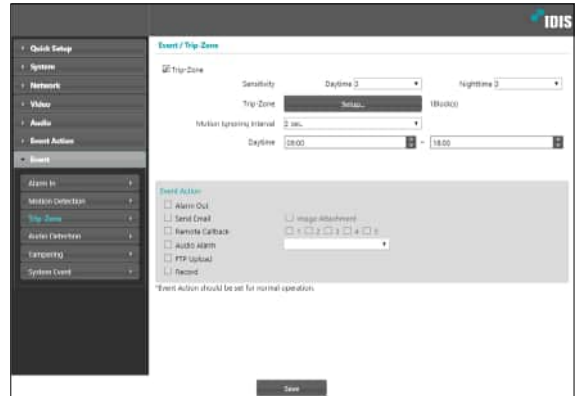 IDIS
Quick Setup
System
Network
Video
Audio
Event Action
Event
Alarm In
Motion Detection
Trip-Zone
Audio Detection
Tampering
System Event
Event / Trip-Zone
Trip-Zone
Sensitivity Daytime 3 Nighttime 3
Trip-Zone Setup... 1Block(s)
Motion Ignoring Interval 2 sec.
Daytime 09:00 ~ 18:00
Event Action
Alarm Out
Send Email Image Attachment
Remote Callback 1 2 3 4 5
Audio Alarm
FTP Upload
Record
*Event Action should be set for normal operation.
Save